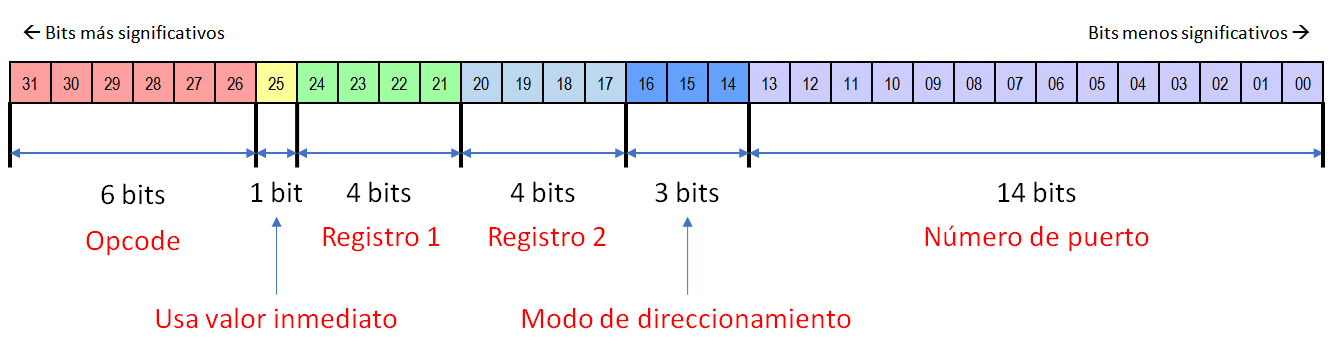 ← Bits más significativos
Bits menos significativos →
31 30 29 28 27 26 25 24 23 22 21 20 19 18 17 16 15 14 13 12 11 10 09 08 07 06 05 04 03 02 01 00
6 bits 1 bit 4 bits 4 bits 3 bits 14 bits
Opcode Registro 1 Registro 2 Número de puerto
Usa valor inmediato Modo de direccionamiento